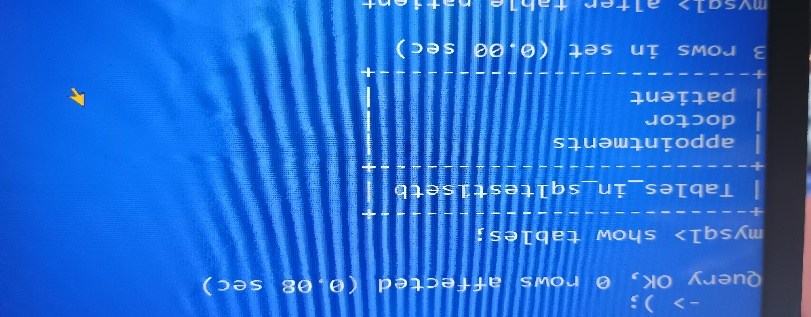 -> );
Query OK, 0 rows affected (0.08 sec)
mysql> show tables;
+-----------------------+
| Tables_in_sqltestisetb |
+-----------------------+
| appointments |
| doctor |
| patient |
+-----------------------+
3 rows in set (0.00 sec)
mysql> alter table patient